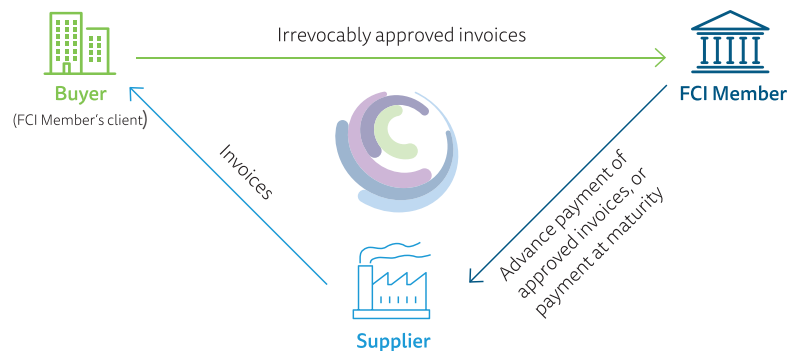 Irrevocably approved invoices
Buyer
(FCI Member's client)
FCI Member
Invoices
Advance payment of
approved invoices, or
payment at maturity
Supplier